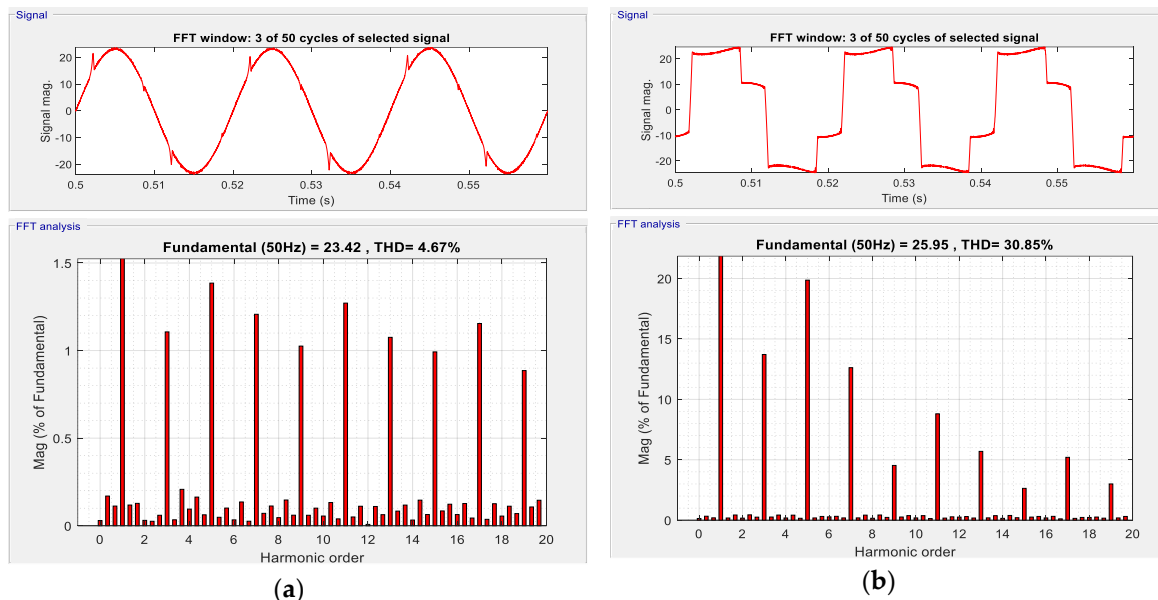 Signal
FFT window: 3 of 50 cycles of selected signal
20
10
0
-10
-20
Signal mag.
0.5 0.51 0.52 0.53 0.54 0.55
Time (s)
FFT analysis
Fundamental (50Hz) = 23.42 , THD= 4.67%
1.5
1
0.5
0
Mag (% of Fundamental)
0 2 4 6 8 10 12 14 16 18 20
Harmonic order
(a)
Signal
FFT window: 3 of 50 cycles of selected signal
20
10
0
-10
-20
Signal mag.
0.5 0.51 0.52 0.53 0.54 0.55
Time (s)
FFT analysis
Fundamental (50Hz) = 25.95 , THD= 30.85%
20
15
10
5
0
Mag (% of Fundamental)
0 2 4 6 8 10 12 14 16 18 20
Harmonic order
(b)